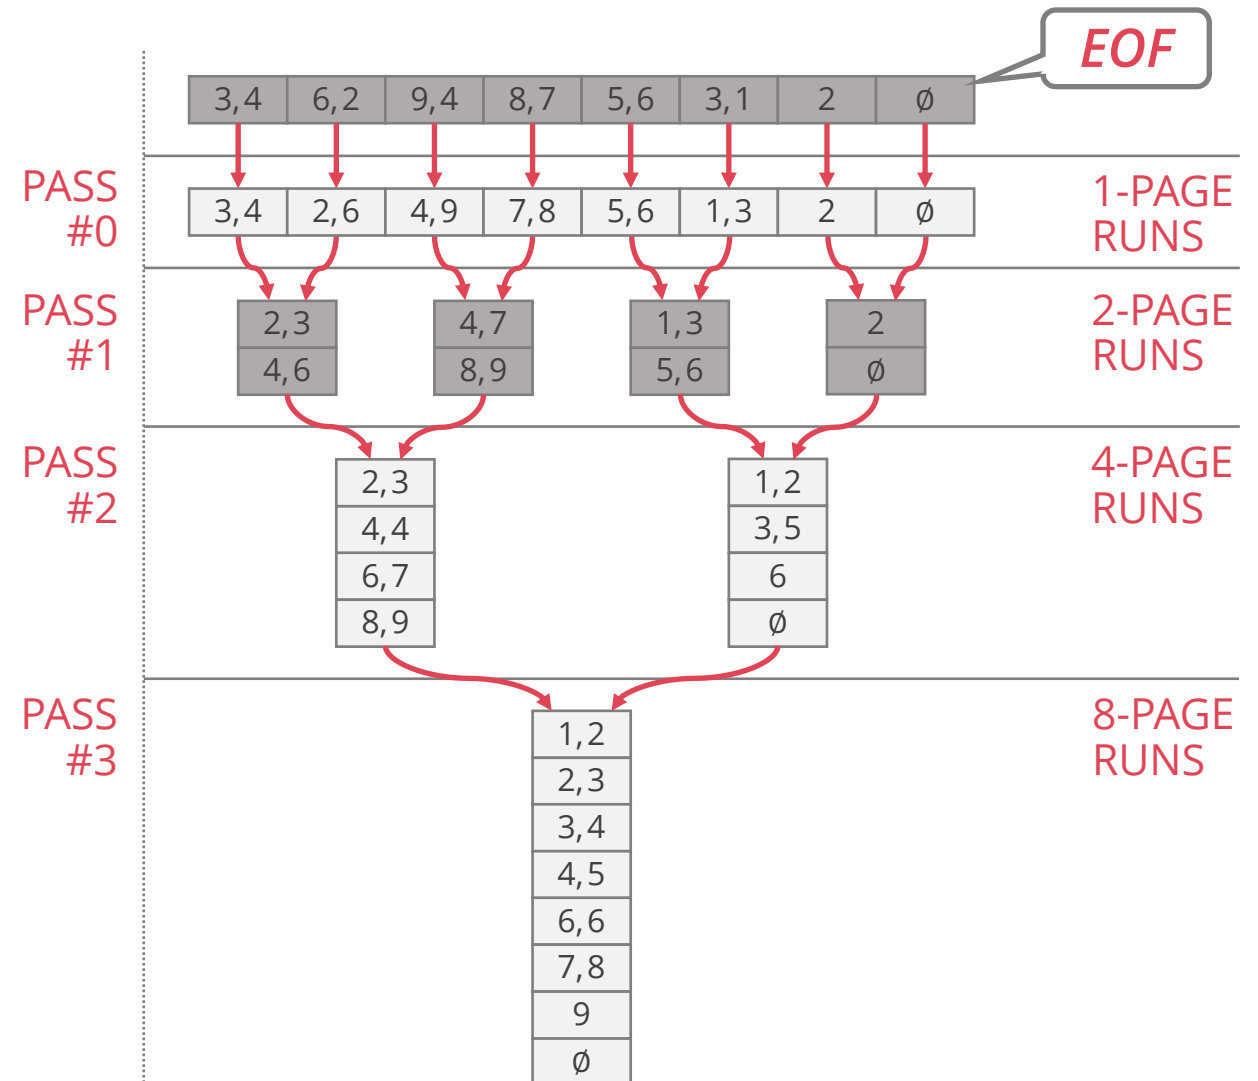 EOF
3,4 6,2 9,4 8,7 5,6 3,1 2 ∅
PASS
#0
3,4 2,6 4,9 7,8 5,6 1,3 2 ∅
1-PAGE
RUNS
PASS
#1
2,3 4,7 1,3 2
4,6 8,9 5,6 ∅
2-PAGE
RUNS
PASS
#2
2,3 1,2
4,4 3,5
6,7 6
8,9 ∅
4-PAGE
RUNS
PASS
#3
1,2
2,3
3,4
4,5
6,6
7,8
9
∅
8-PAGE
RUNS